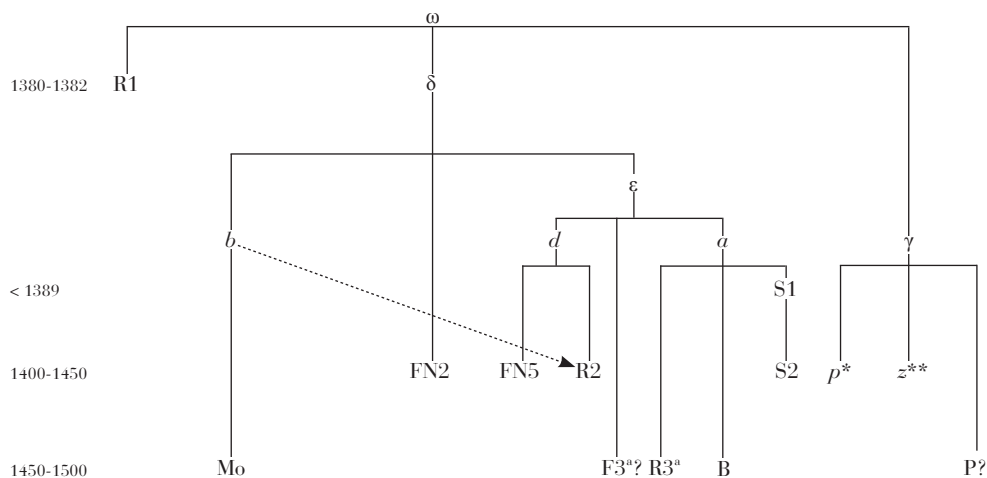 ω
1380-1382 R1 δ
ε
b d a γ
< 1389 S1
1400-1450 FN2 FN5 R2 S2 p* z**
1450-1500 Mo F3ª? R3ª B P?